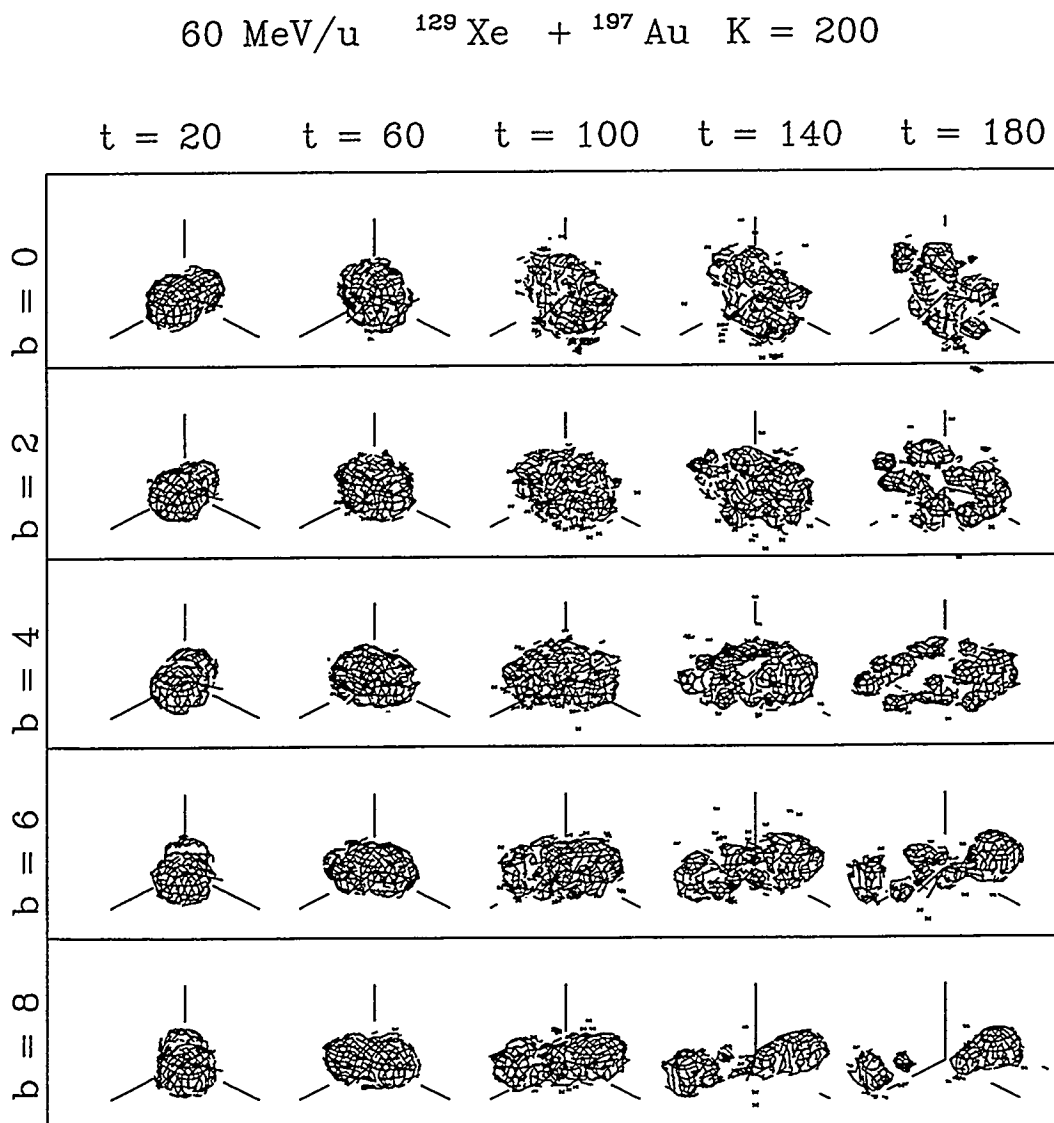 60 MeV/u ¹²⁹Xe + ¹⁹⁷Au K = 200
t = 20 t = 60 t = 100 t = 140 t = 180
b = 0
b = 2
b = 4
b = 6
b = 8